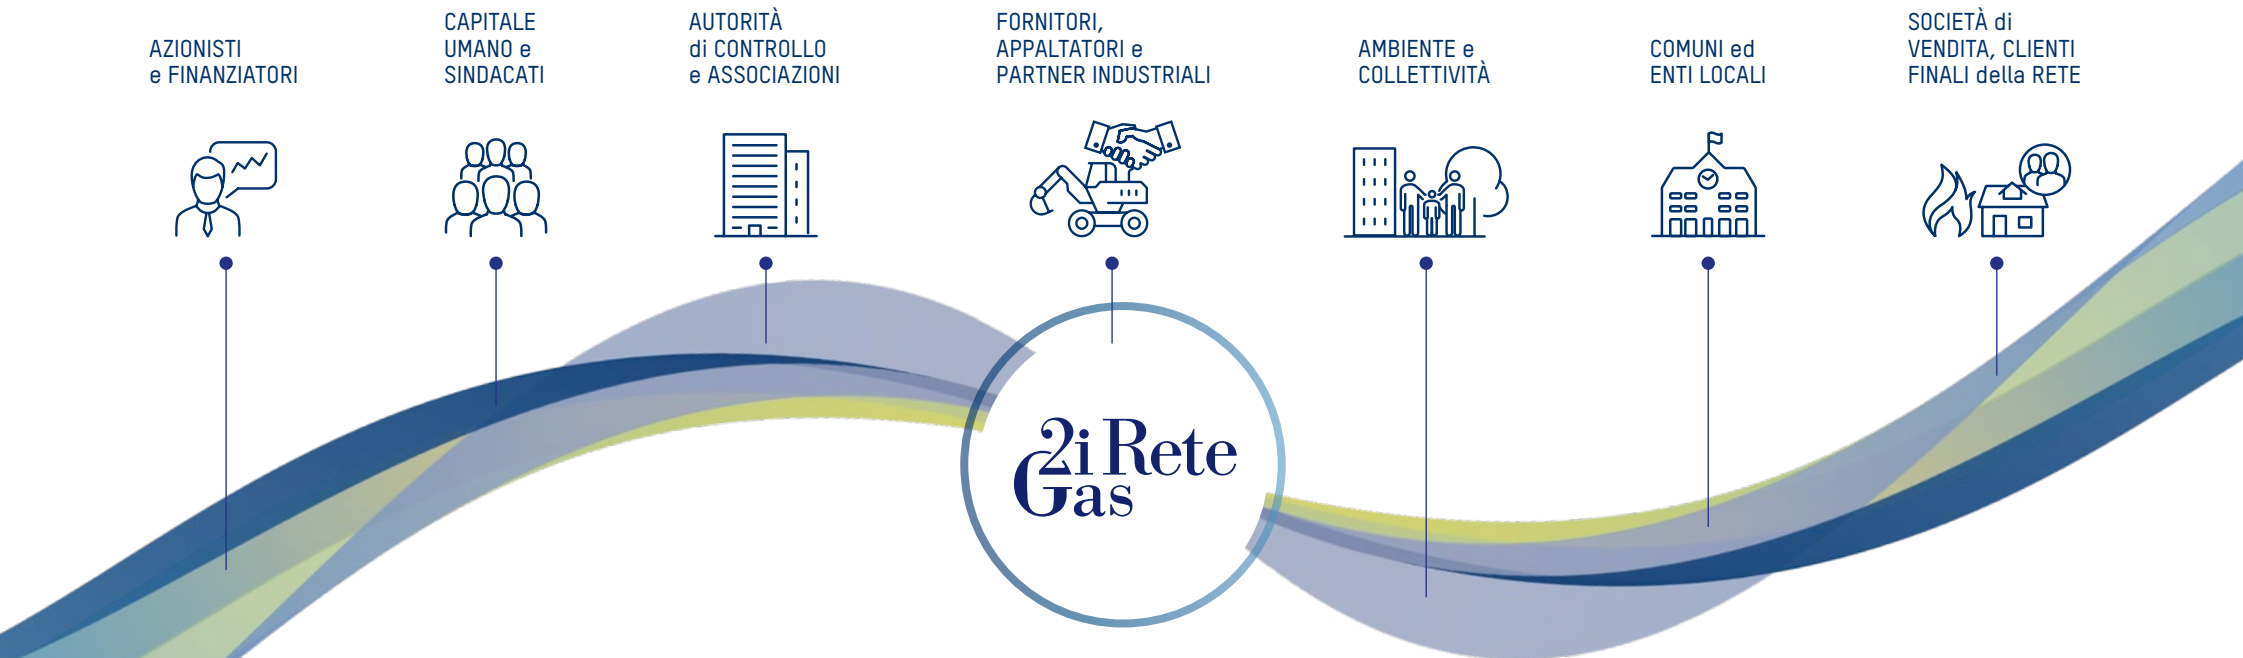 AZIONISTI
e FINANZIATORI
CAPITALE
UMANO e
SINDACATI
AUTORITÀ
di CONTROLLO
e ASSOCIAZIONI
FORNITORI,
APPALTATORI e
PARTNER INDUSTRIALI
AMBIENTE e
COLLETTIVITÀ
COMUNI ed
ENTI LOCALI
SOCIETÀ di
VENDITA, CLIENTI
FINALI della RETE
2i Rete
Gas